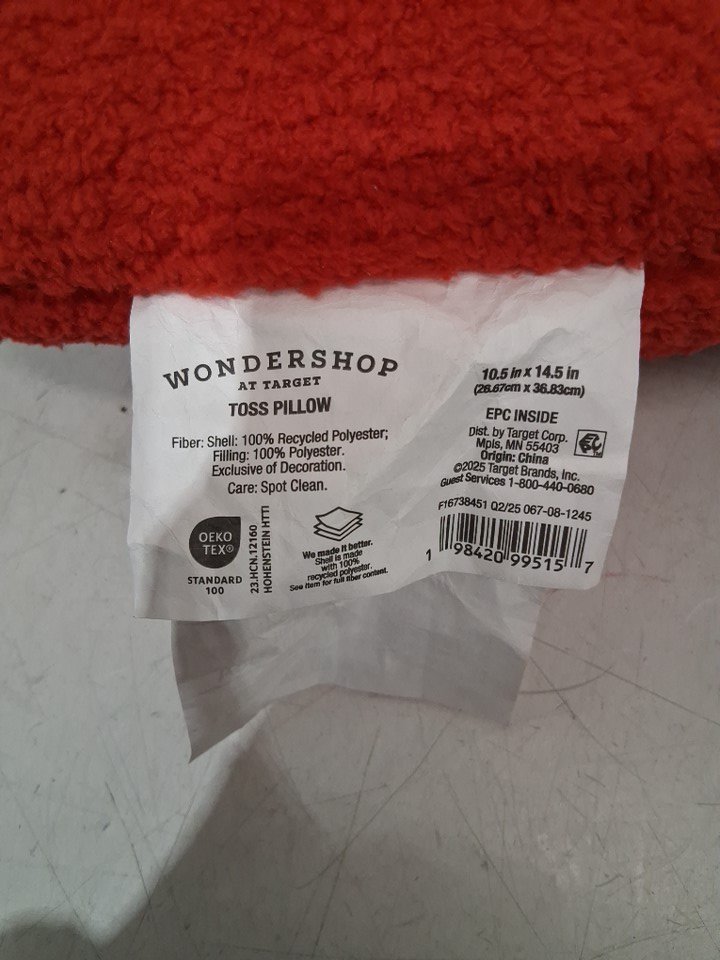 WONDERSHOP
AT TARGET
TOSS PILLOW
Fiber: Shell: 100% Recycled Polyester;
Filling: 100% Polyester.
Exclusive of Decoration.
Care: Spot Clean.
OEKO
TEX®
STANDARD
100
23.HCN.12160
HOHENSTEIN HTTI
We made it better.
Shell is made
with 100%
recycled polyester.
See item for full fiber content.
10.5 in x 14.5 in
(26.67cm x 36.83cm)
EPC INSIDE
Dist. by Target Corp.
Mpls, MN 55403
Origin: China
©2025 Target Brands, Inc.
Guest Services 1-800-440-0680
F16738451 Q2/25 067-08-1245
1 98420 99515 7